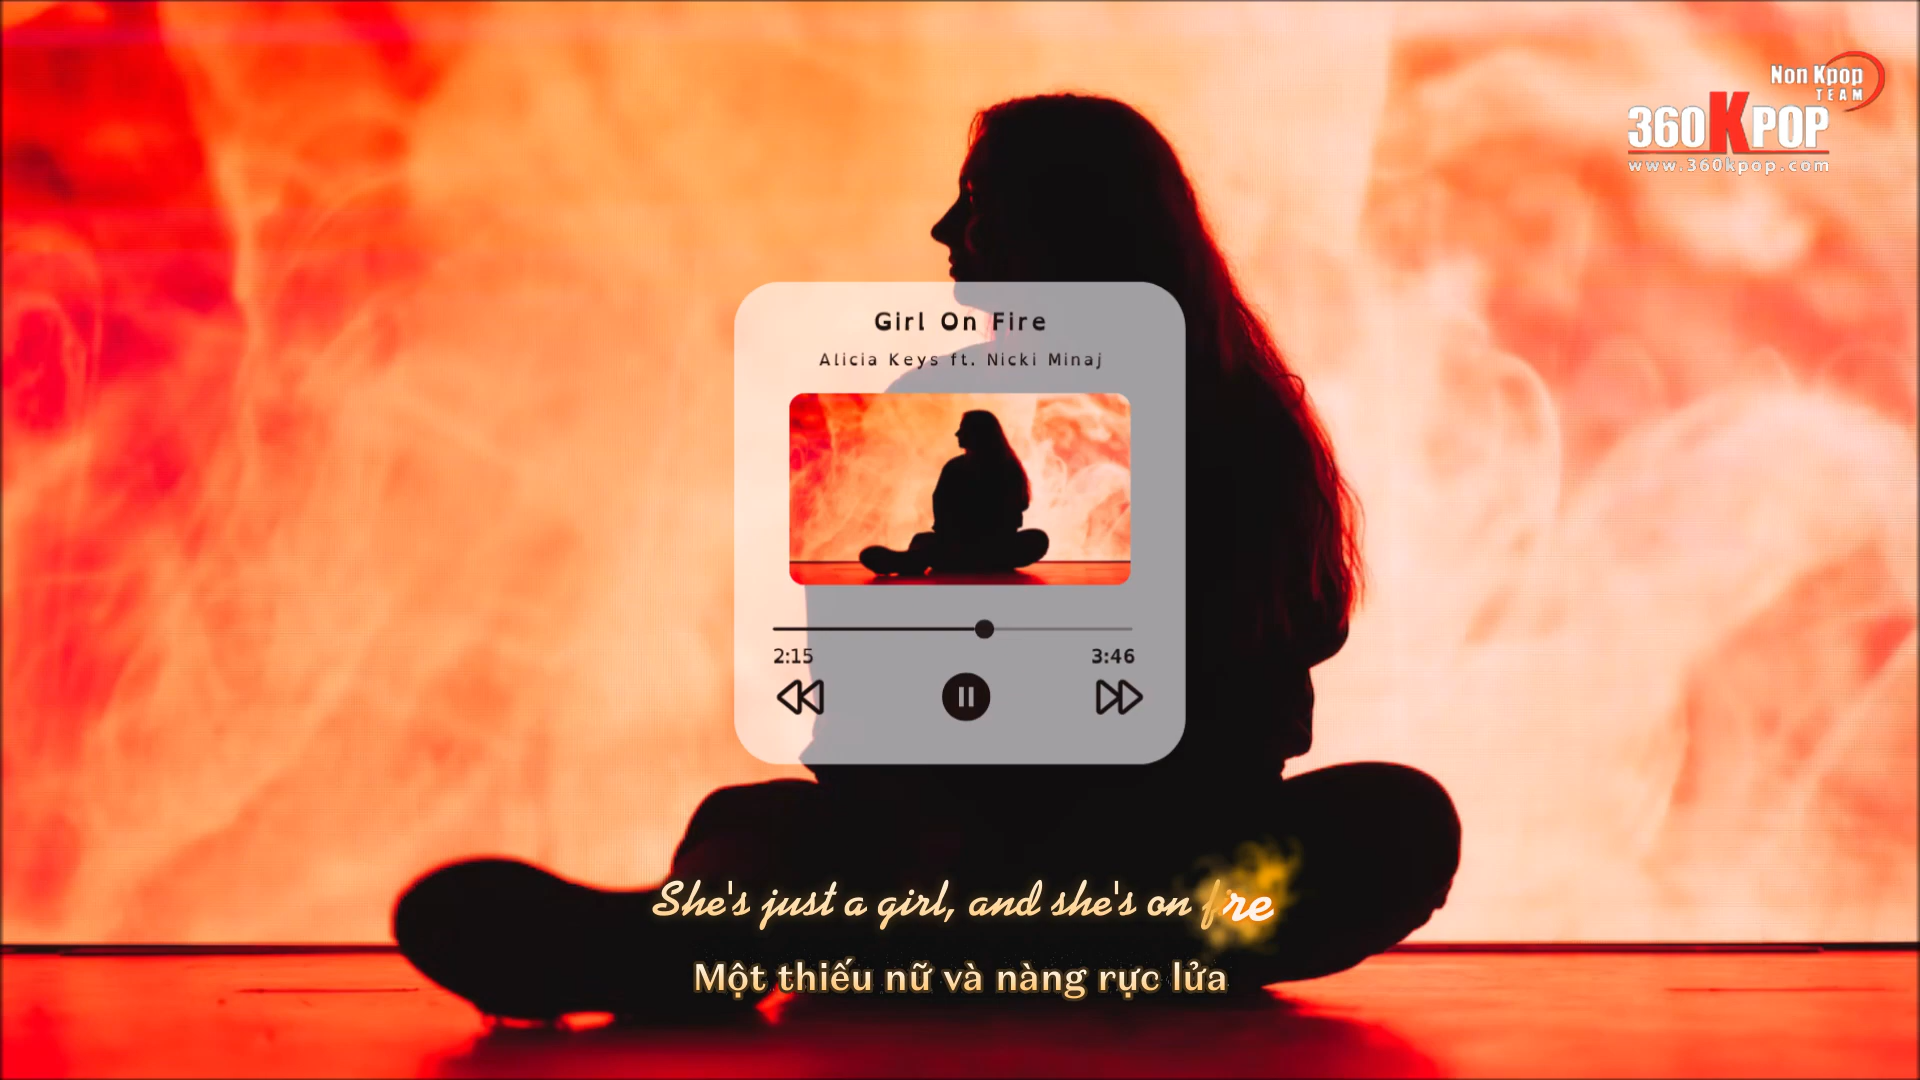 Non Kpop
TEAM
360KPOP
www.360kpop.com
Girl On Fire
Alicia Keys ft. Nicki Minaj
2:15 3:46
She's just a girl, and she's on fire
Một thiếu nữ và nàng rực lửa